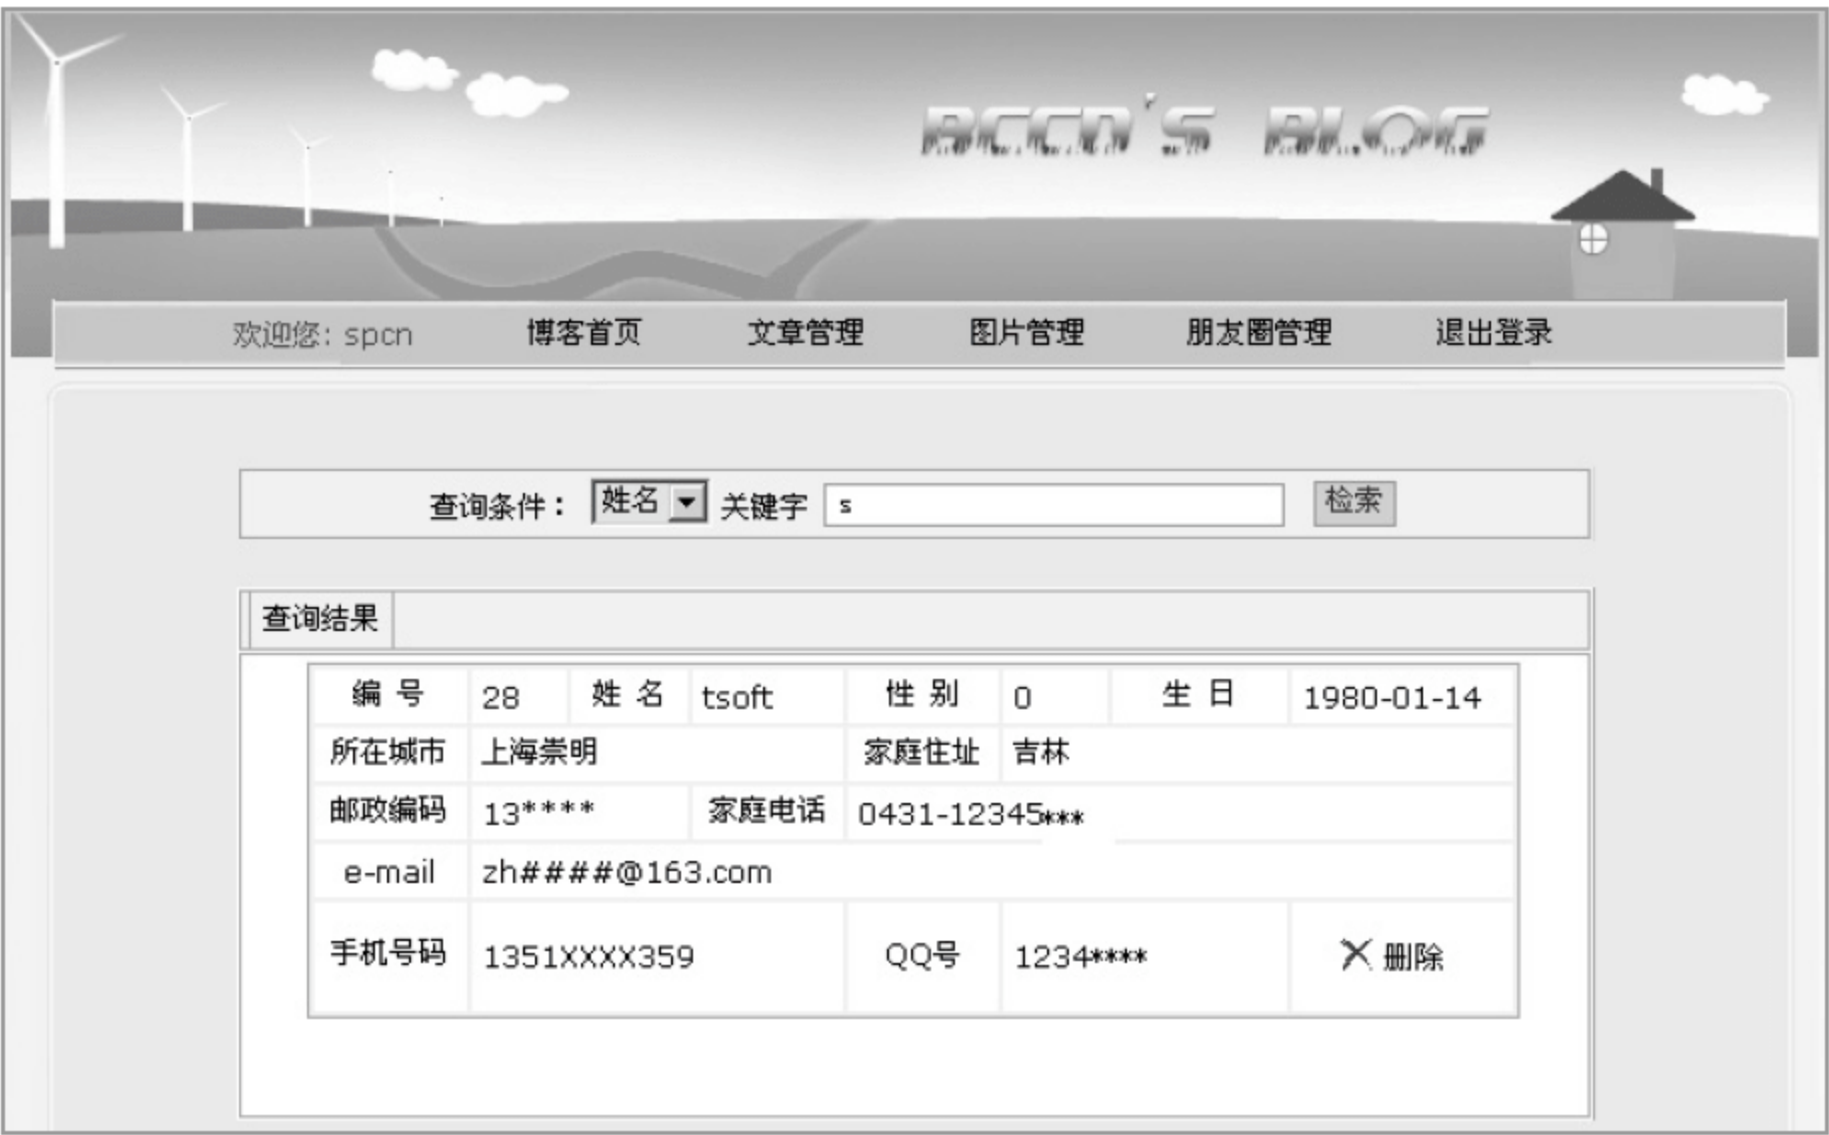 BCCD'S BLOG
欢迎您: spcn 博客首页 文章管理 图片管理 朋友圈管理 退出登录
查询条件： 姓名 关键字 s 检索
查询结果
编 号 28 姓 名 tsoft 性 别 0 生 日 1980-01-14
所在城市 上海崇明 家庭住址 吉林
邮政编码 13**** 家庭电话 0431-12345***
e-mail zh####@163.com
手机号码 1351XXXX359 QQ号 1234**** 删除